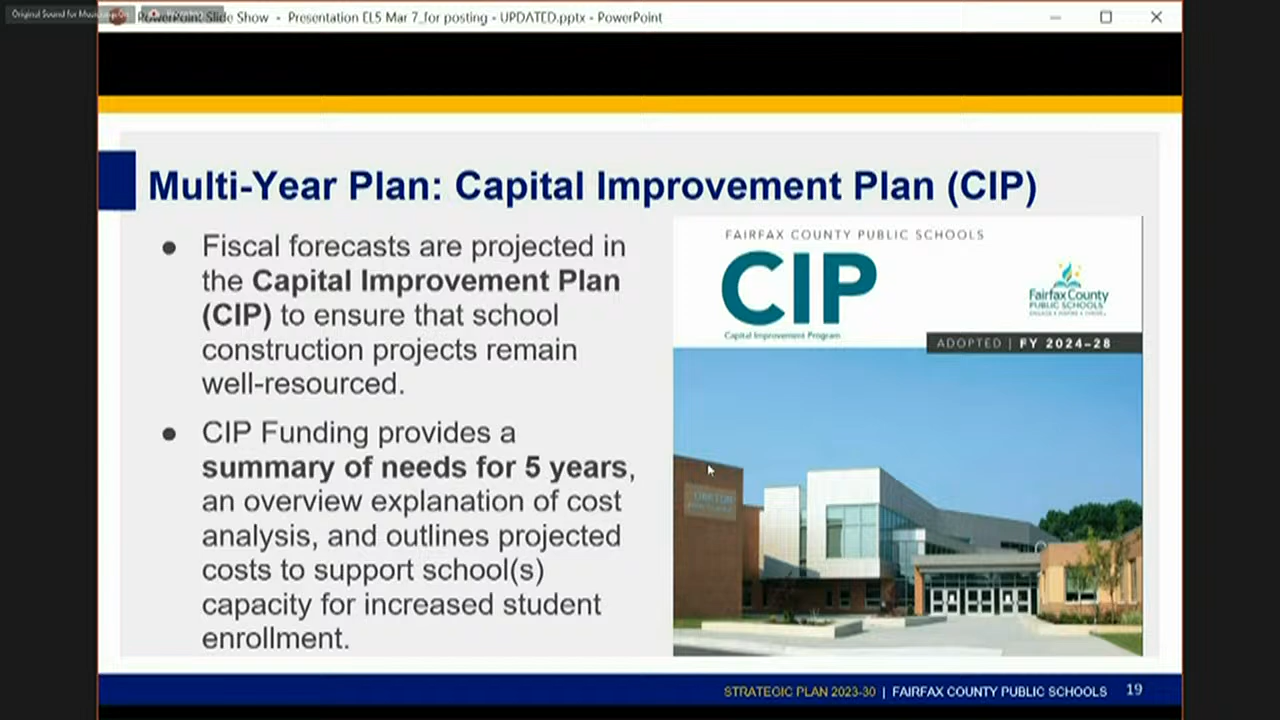 PowerPoint Slide Show - Presentation EL5 Mar 7_for posting - UPDATED.pptx - PowerPoint
Multi-Year Plan: Capital Improvement Plan (CIP)
● Fiscal forecasts are projected in
the Capital Improvement Plan
(CIP) to ensure that school
construction projects remain
well-resourced.
● CIP Funding provides a
summary of needs for 5 years,
an overview explanation of cost
analysis, and outlines projected
costs to support school(s)
capacity for increased student
enrollment.
FAIRFAX COUNTY PUBLIC SCHOOLS
CIP
Capital Improvement Program
Fairfax County
PUBLIC SCHOOLS
ENGAGE • INSPIRE • THRIVE
ADOPTED | FY 2024–28
STRATEGIC PLAN 2023-30 | FAIRFAX COUNTY PUBLIC SCHOOLS 19